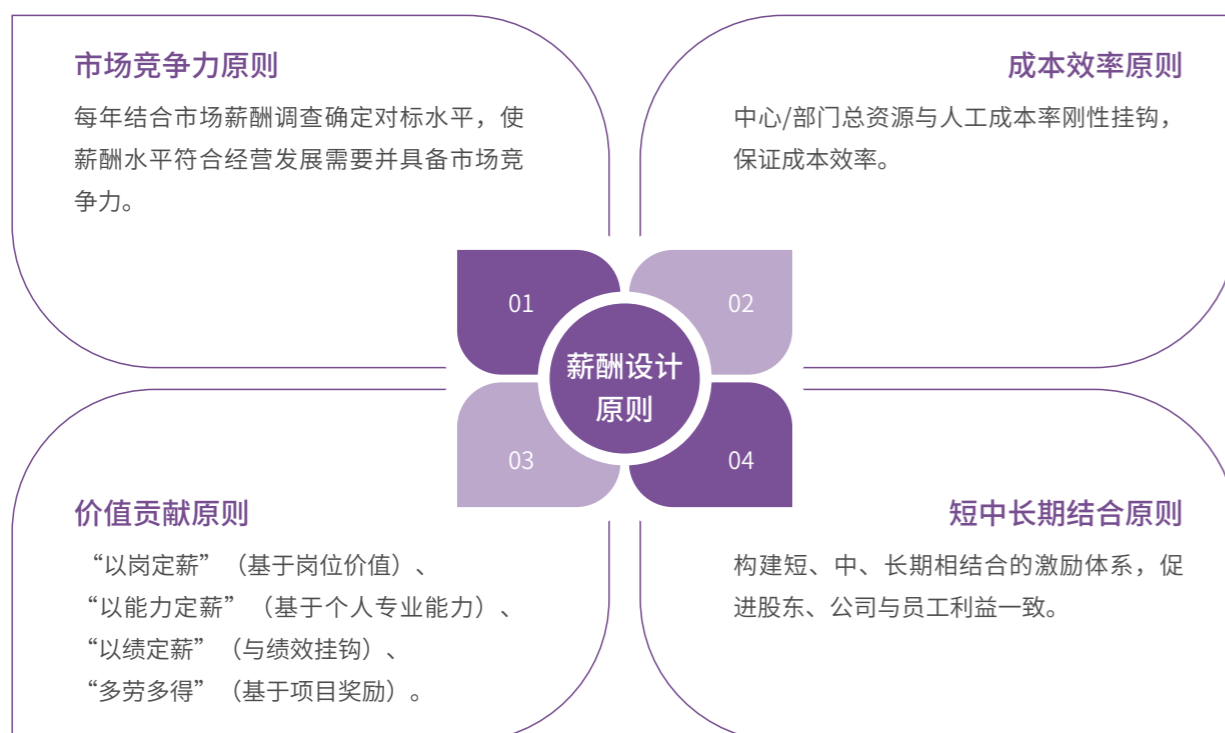 市场竞争力原则
每年结合市场薪酬调查确定对标水平，使
薪酬水平符合经营发展需要并具备市场竞
争力。
成本效率原则
中心/部门总资源与人工成本率刚性挂钩，
保证成本效率。
01
02
薪酬设计
原则
03
04
价值贡献原则
“以岗定薪”（基于岗位价值）、
“以能力定薪”（基于个人专业能力）、
“以绩定薪”（与绩效挂钩）、
“多劳多得”（基于项目奖励）。
短中长期结合原则
构建短、中、长期相结合的激励体系，促
进股东、公司与员工利益一致。